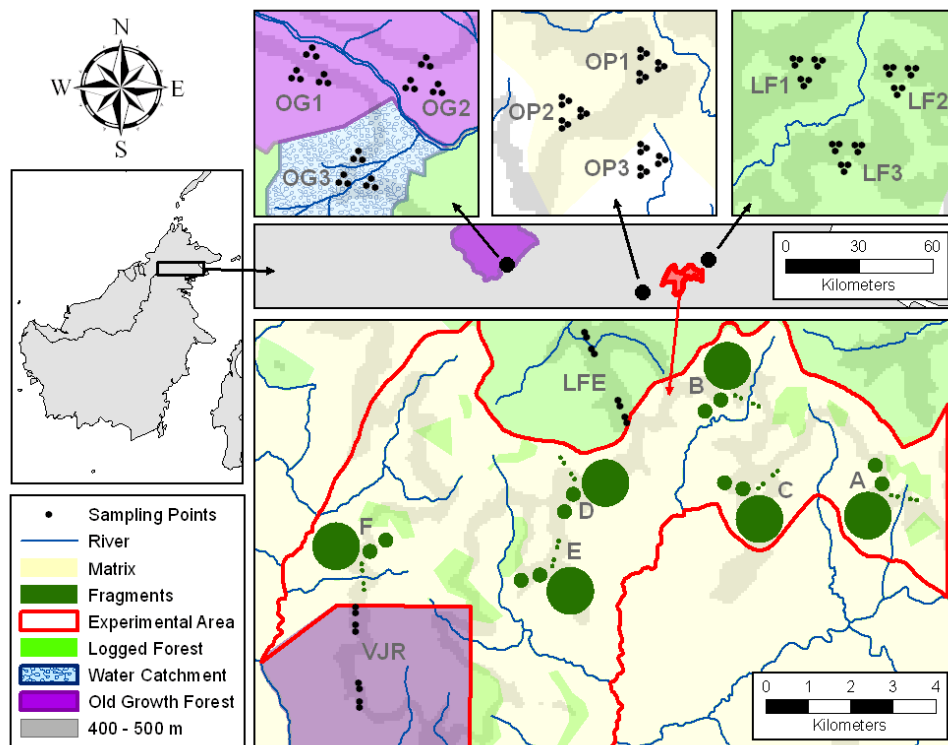 N
W E
S
OG1
OG2
OG3
OP1
OP2
OP3
LF1
LF2
LF3
0 30 60
Kilometers
LFE
B
A
C
D
E
F
VJR
0 1 2 3 4
Kilometers
Sampling Points
River
Matrix
Fragments
Experimental Area
Logged Forest
Water Catchment
Old Growth Forest
400 - 500 m